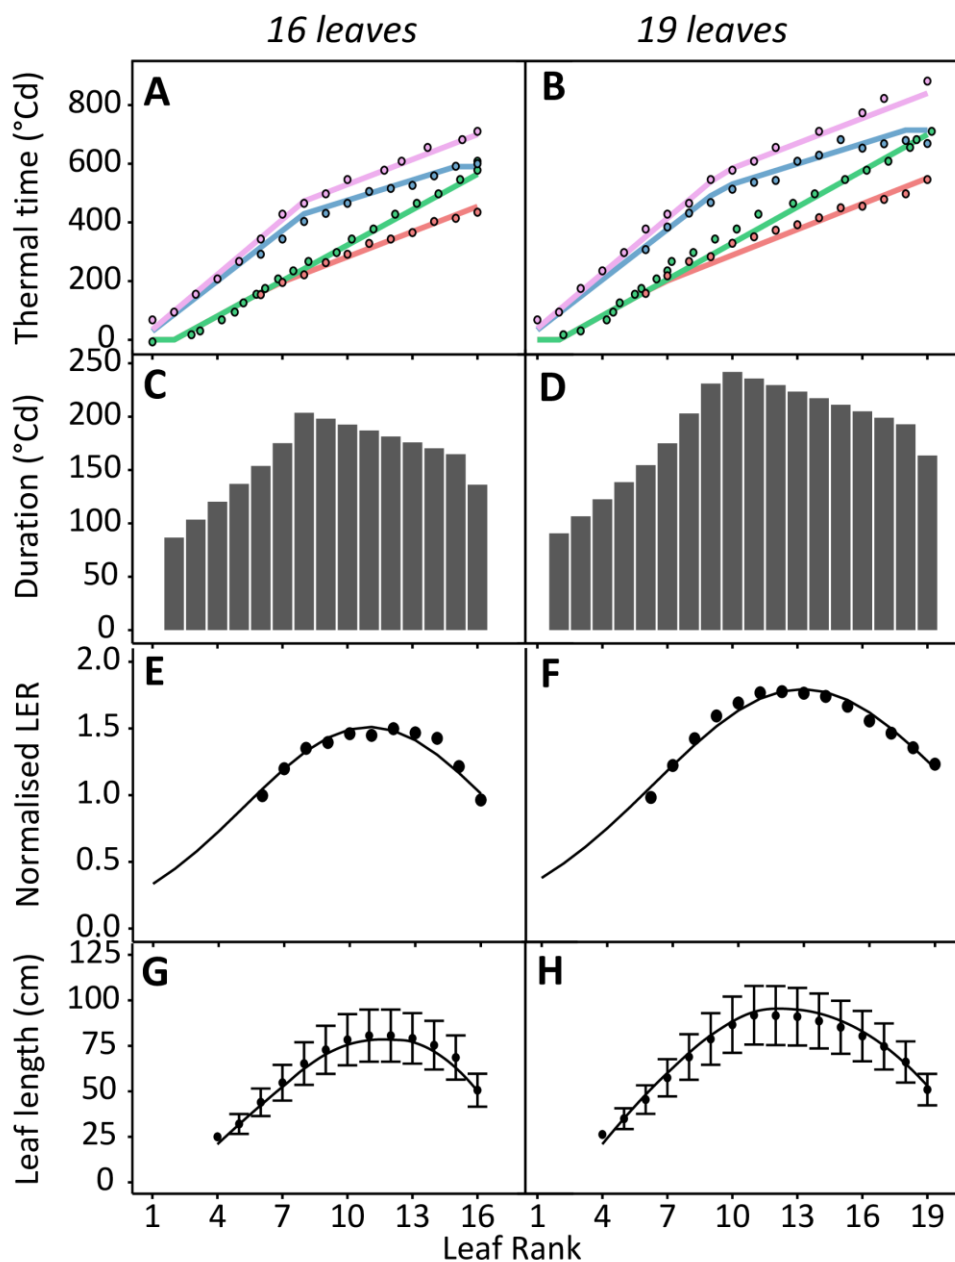 16 leaves 19 leaves
A B
Thermal time (°Cd)
800
600
400
200
0
C D
Duration (°Cd)
250
200
150
100
50
0
E F
Normalised LER
2.0
1.5
1.0
0.5
0.0
G H
Leaf length (cm)
125
100
75
50
25
0
1 4 7 10 13 16 1 4 7 10 13 16 19
Leaf Rank